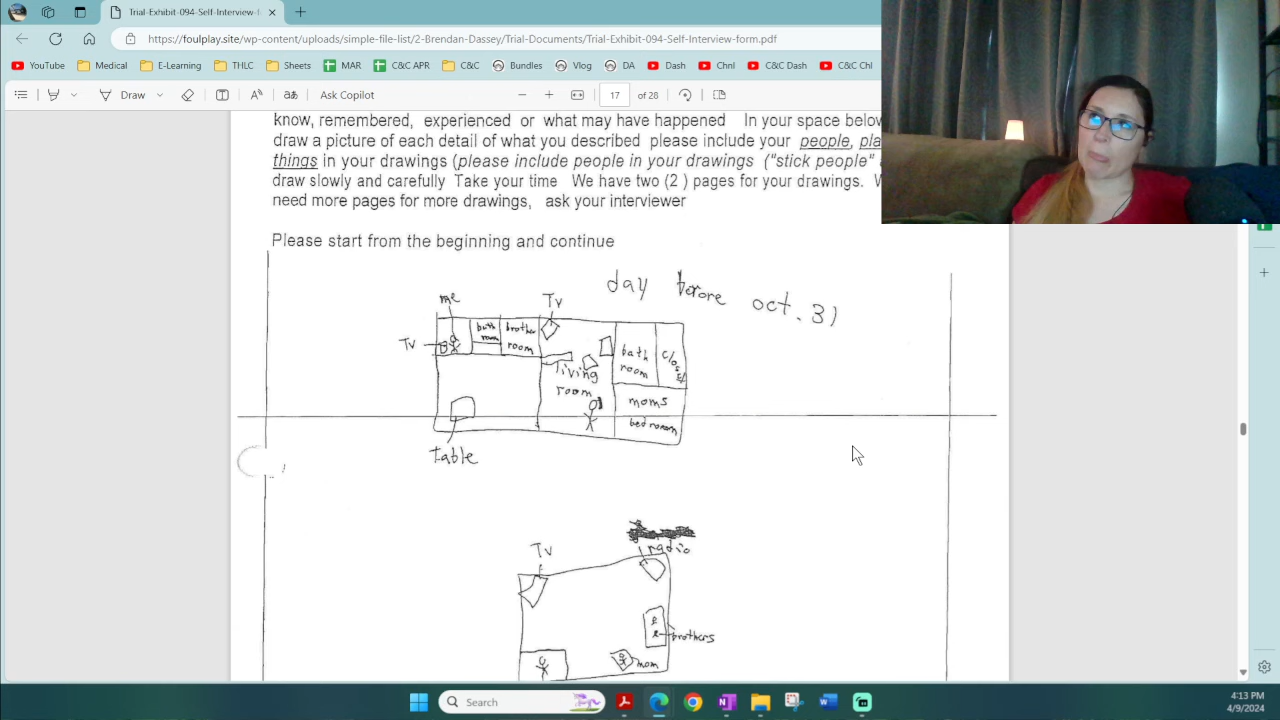 Trial-Exhibit-094-Self-Interview-f
https://foulplay.site/wp-content/uploads/simple-file-list/2-Brendan-Dassey/Trial-Documents/Trial-Exhibit-094-Self-Interview-form.pdf
YouTube Medical E-Learning THLC Sheets MAR C&C APR C&C Bundles Vlog DA Dash Chnl C&C Dash C&C Chl
Draw Ask Copilot 17 of 28
know, remembered, experienced or what may have happened In your space below
draw a picture of each detail of what you described please include your people, pla
things in your drawings (please include people in your drawings ("stick people"
draw slowly and carefully Take your time We have two (2 ) pages for your drawings.
need more pages for more drawings, ask your interviewer
Please start from the beginning and continue
day before oct. 31
me
Tv
Tv
bath room
brother room
living room
bath room
closet
moms bedroom
table
Tv
radio
brothers
mom
Search
4:13 PM
4/9/2024